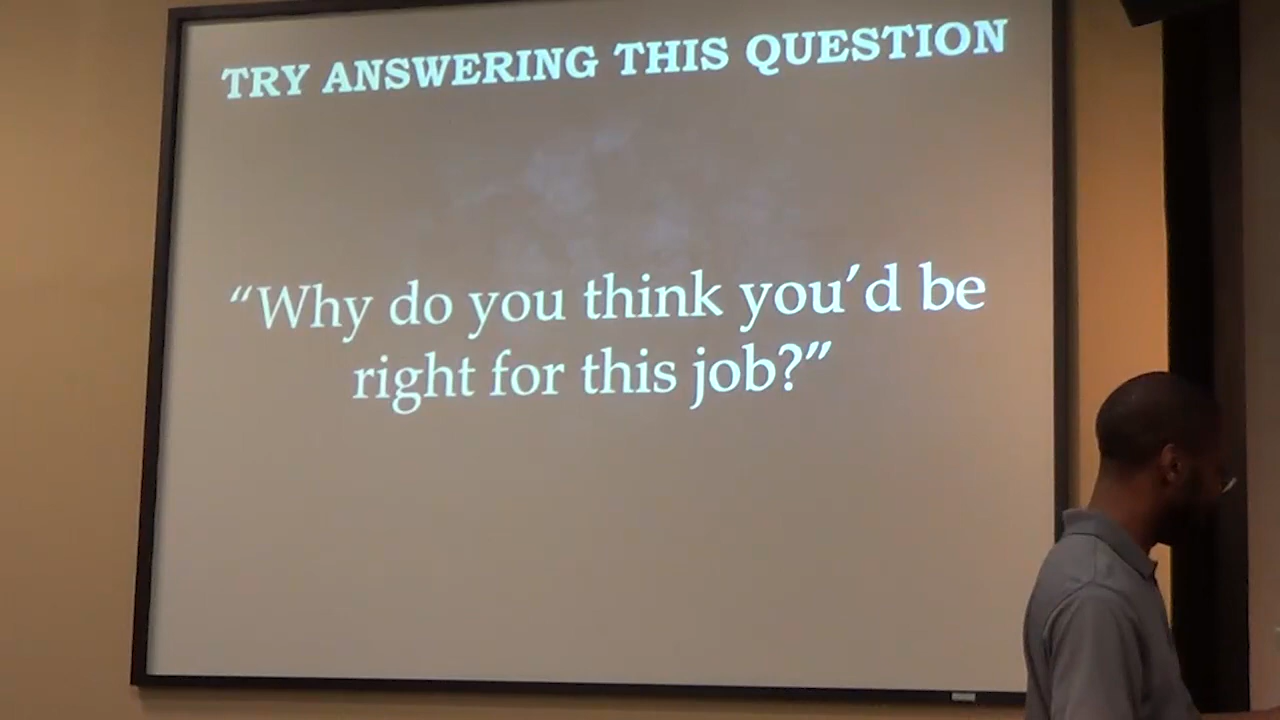 TRY ANSWERING THIS QUESTION
“Why do you think you’d be
right for this job?”